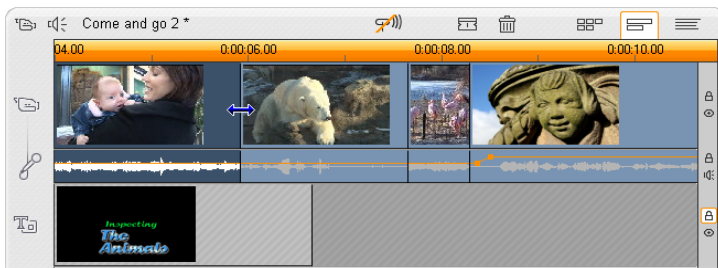 Come and go 2 *
04.00 0:00:06.00 0:00:08.00 0:00:10.00
T
Inspecting
The
Animals